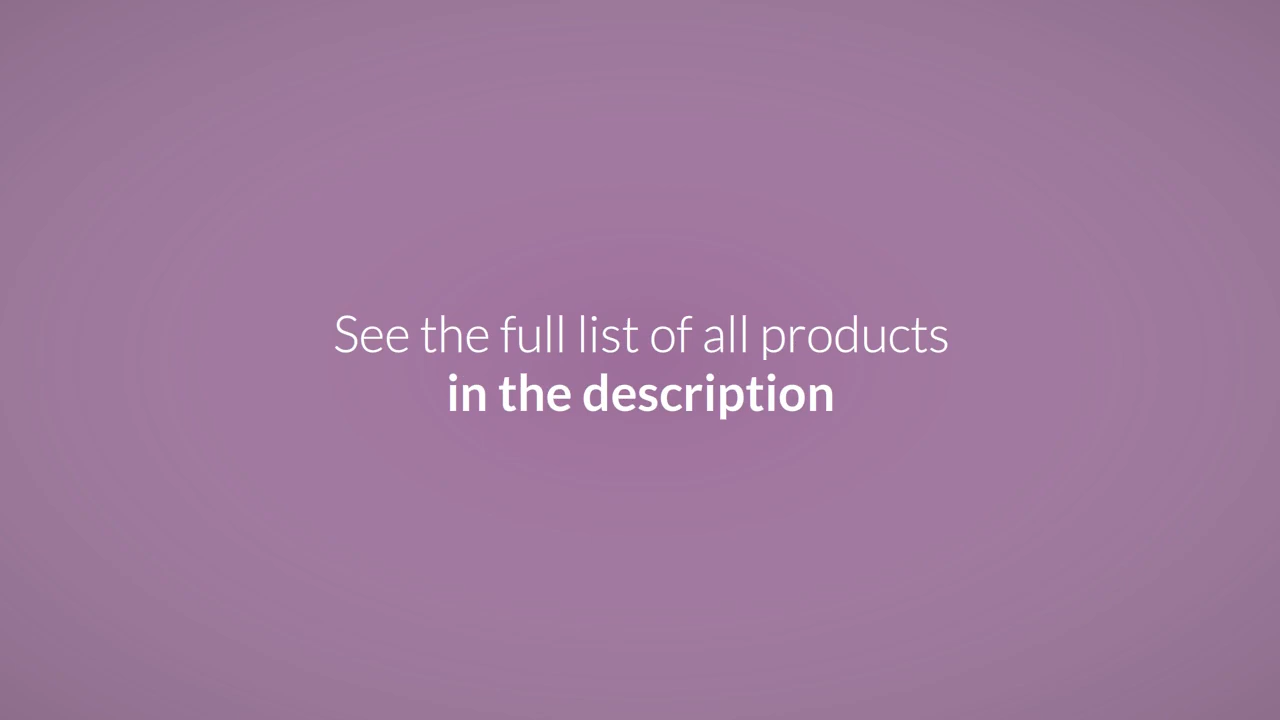 See the full list of all products
in the description